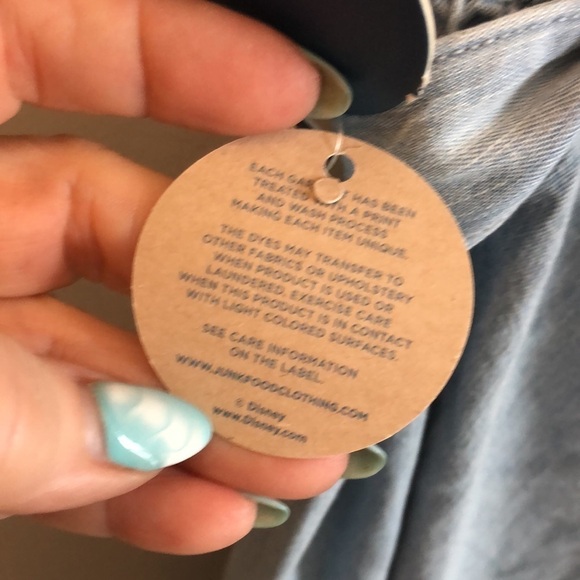 EACH HAS BEEN
TREATED A PRINT
AND WASH PROCESS
MAKING EACH ITEM UNIQUE.
THE DYES MAY TRANSFER TO
OTHER FABRICS OR UPHOLSTERY
WHEN PRODUCT IS USED OR
LAUNDERED. EXERCISE CARE
WHEN THIS PRODUCT IS IN CONTACT
WITH LIGHT COLORED SURFACES.
SEE CARE INFORMATION
ON THE LABEL.
WWW.JUNKFOODCLOTHING.COM
© Disney
www.Disney.com